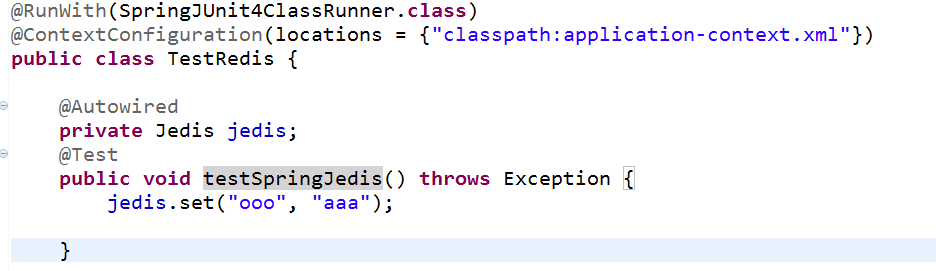 @RunWith(SpringJUnit4ClassRunner.class)
@ContextConfiguration(locations = {"classpath:application-context.xml"})
public class TestRedis {
@Autowired
private Jedis jedis;
@Test
public void testSpringJedis() throws Exception {
jedis.set("ooo", "aaa");
}